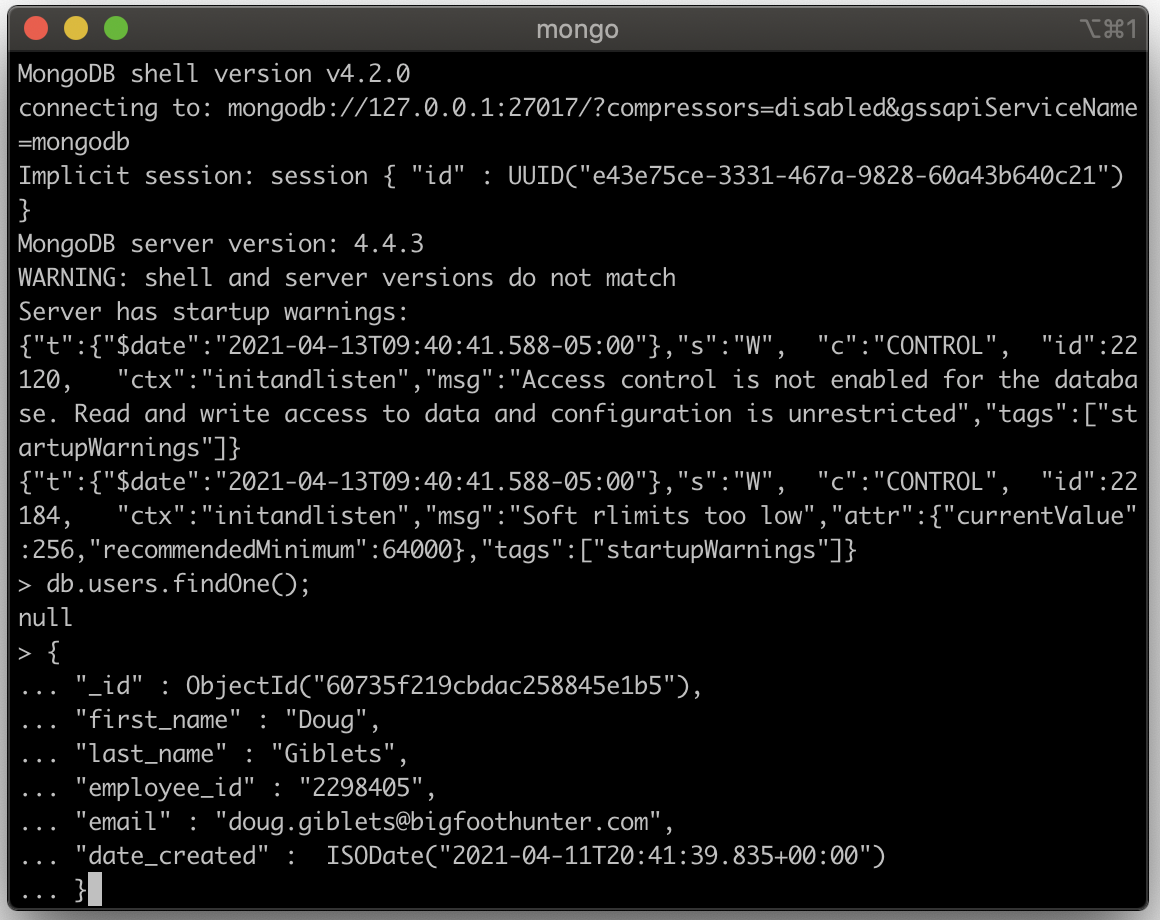 mongo
⌥⌘1
MongoDB shell version v4.2.0
connecting to: mongodb://127.0.0.1:27017/?compressors=disabled&gssapiServiceName
=mongodb
Implicit session: session { "id" : UUID("e43e75ce-3331-467a-9828-60a43b640c21")
}
MongoDB server version: 4.4.3
WARNING: shell and server versions do not match
Server has startup warnings:
{"t":{"$date":"2021-04-13T09:40:41.588-05:00"},"s":"W",  "c":"CONTROL",  "id":22
120,   "ctx":"initandlisten","msg":"Access control is not enabled for the databa
se. Read and write access to data and configuration is unrestricted","tags":["st
artupWarnings"]}
{"t":{"$date":"2021-04-13T09:40:41.588-05:00"},"s":"W",  "c":"CONTROL",  "id":22
184,   "ctx":"initandlisten","msg":"Soft rlimits too low","attr":{"currentValue"
:256,"recommendedMinimum":64000},"tags":["startupWarnings"]}
> db.users.findOne();
null
> {
... "_id" : ObjectId("60735f219cbdac258845e1b5"),
... "first_name" : "Doug",
... "last_name" : "Giblets",
... "employee_id" : "2298405",
... "email" : "doug.giblets@bigfoothunter.com",
... "date_created" :  ISODate("2021-04-11T20:41:39.835+00:00")
... }